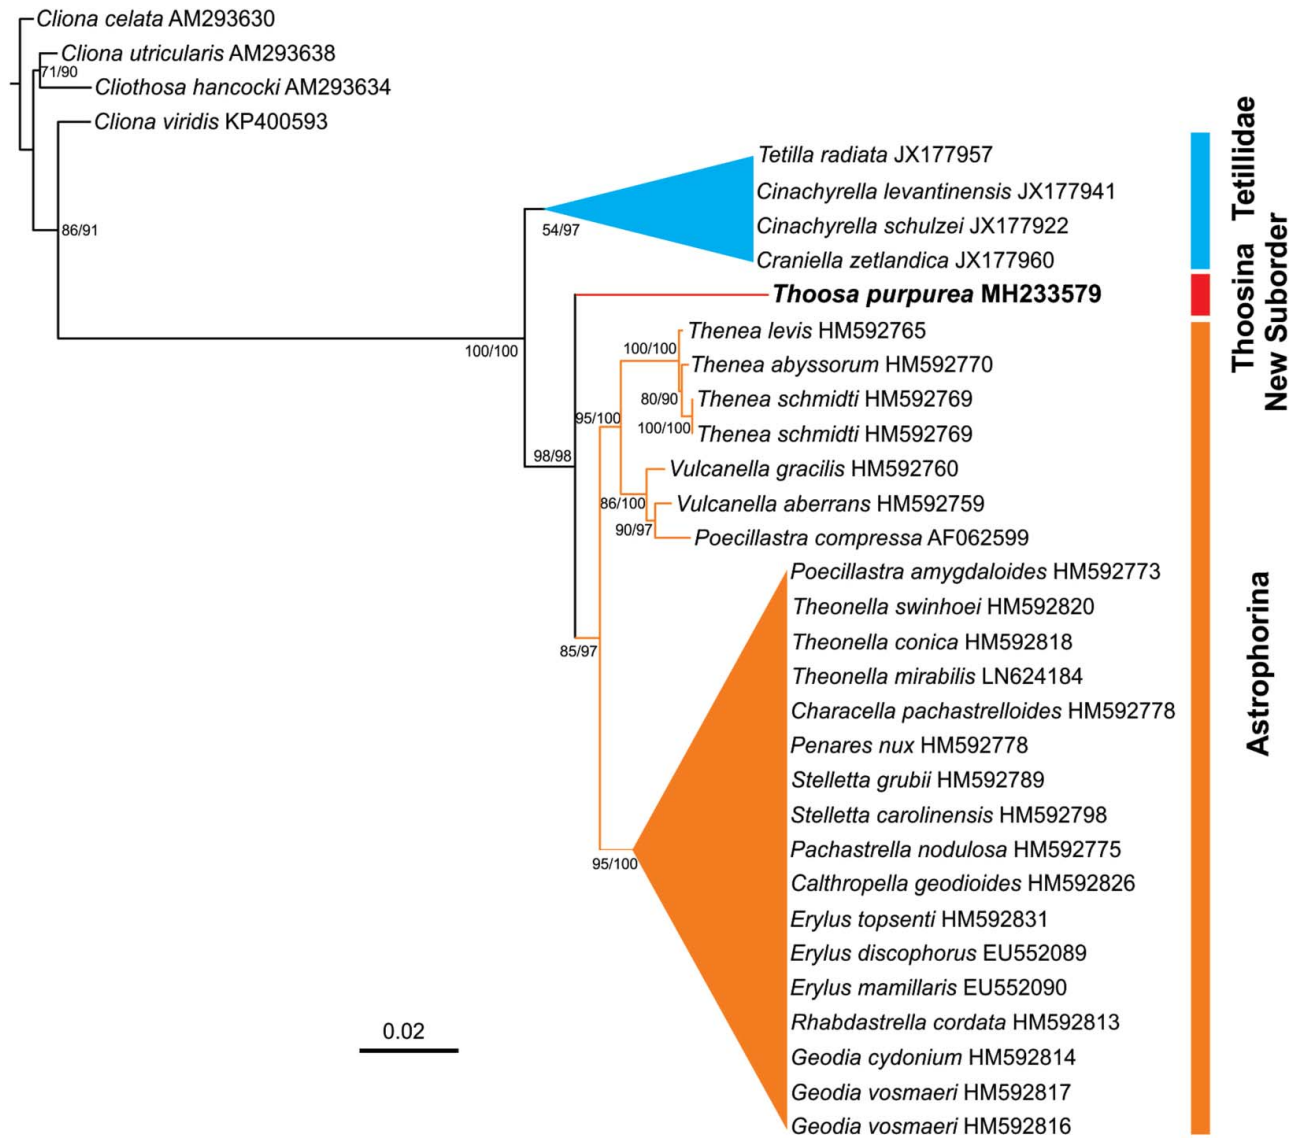 Cliona celata AM293630
Cliona utricularis AM293638
71/90
Cliothosa hancocki AM293634
Cliona viridis KP400593
86/91
Tetilla radiata JX177957
Cinachyrella levantinensis JX177941
54/97
Cinachyrella schulzei JX177922
Craniella zetlandica JX177960
Thoosa purpurea MH233579
100/100
Thenea levis HM592765
100/100
Thenea abyssorum HM592770
80/90
Thenea schmidti HM592769
100/100
Thenea schmidti HM592769
95/100
98/98
Vulcanella gracilis HM592760
86/100
Vulcanella aberrans HM592759
90/97
Poecillastra compressa AF062599
Poecillastra amygdaloides HM592773
Theonella swinhoei HM592820
Theonella conica HM592818
85/97
Theonella mirabilis LN624184
Characella pachastrelloides HM592778
Penares nux HM592778
Stelletta grubii HM592789
Stelletta carolinensis HM592798
Pachastrella nodulosa HM592775
95/100
Calthropella geodioides HM592826
Erylus topsenti HM592831
Erylus discophorus EU552089
Erylus mamillaris EU552090
Rhabdastrella cordata HM592813
Geodia cydonium HM592814
Geodia vosmaeri HM592817
Geodia vosmaeri HM592816
0.02
Tetillidae
Thoosina
New Suborder
Astrophorina